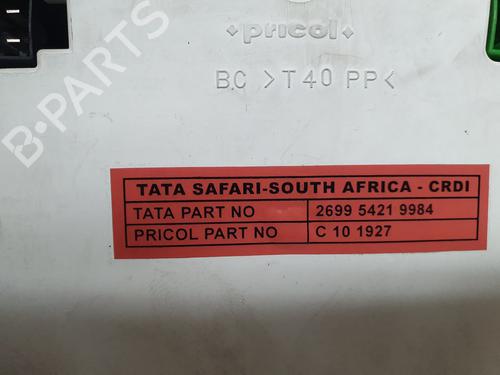 pricol
BC >T40 PP<
TATA SAFARI-SOUTH AFRICA - CRDI
TATA PART NO 2699 5421 9984
PRICOL PART NO C 10 1927
B-PARTS